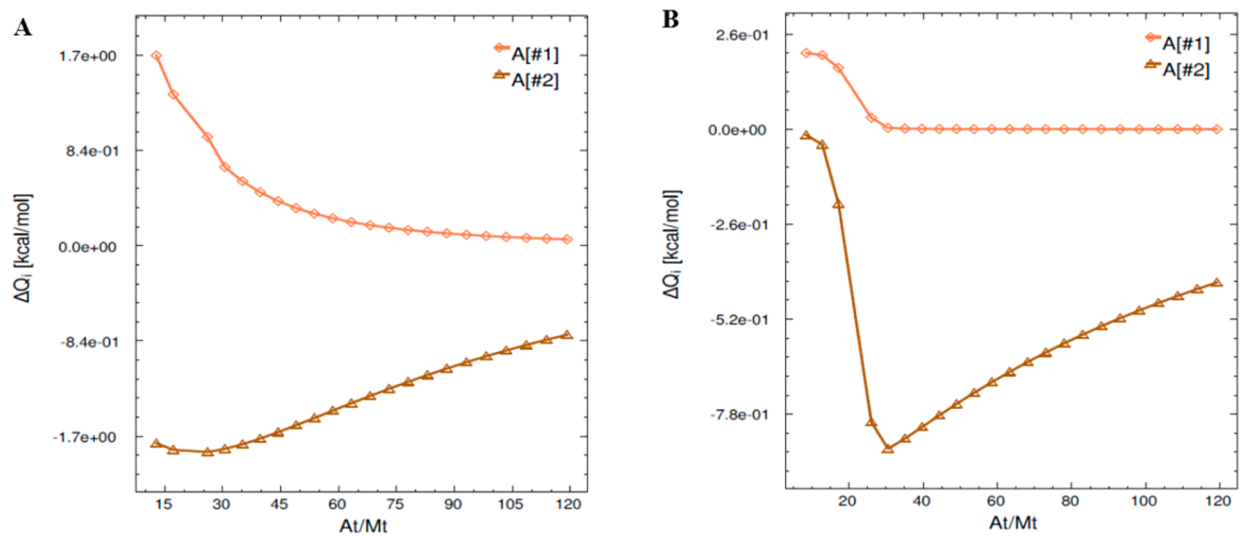 A
1.7e+00
8.4e-01
0.0e+00
-8.4e-01
-1.7e+00
ΔQi [kcal/mol]
A[#1]
A[#2]
15 30 45 60 75 90 105 120
At/Mt
B
2.6e-01
0.0e+00
-2.6e-01
-5.2e-01
-7.8e-01
ΔQi [kcal/mol]
A[#1]
A[#2]
20 40 60 80 100 120
At/Mt